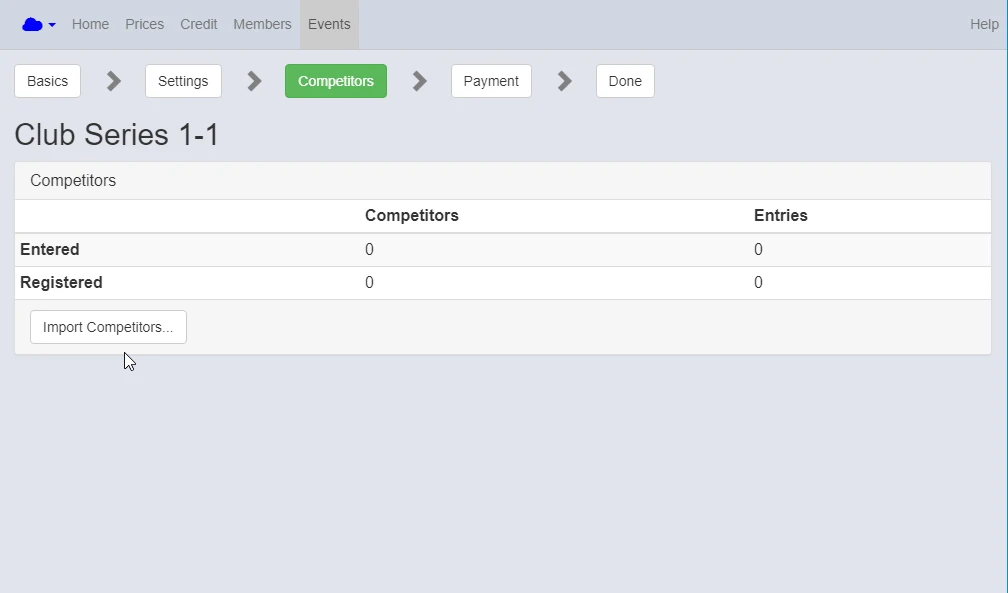 Home Prices Credit Members Events Help
Basics Settings Competitors Payment Done
Club Series 1-1
Competitors
Competitors Entries
Entered 0 0
Registered 0 0
Import Competitors...